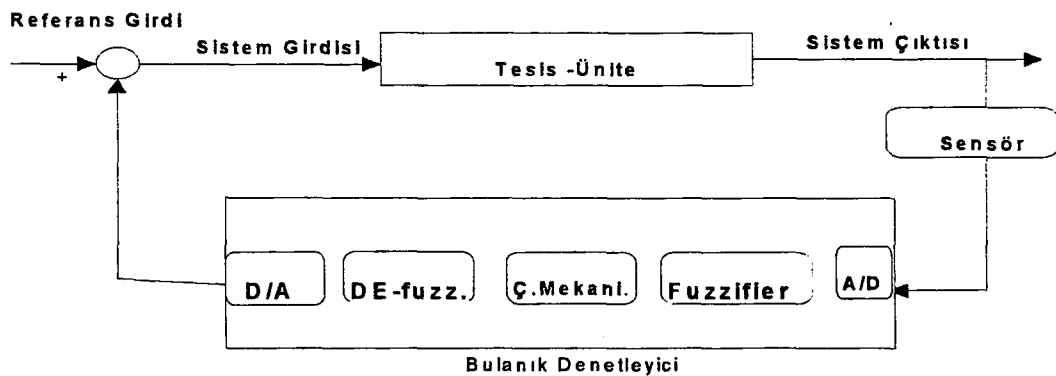 Referans Girdi
+
Sistem Girdisi
Tesis -Ünite
Sistem Çıktısı
Sensör
D/A
DE-fuzz.
Ç.Mekani.
Fuzzifier
A/D
Bulanık Denetleyici